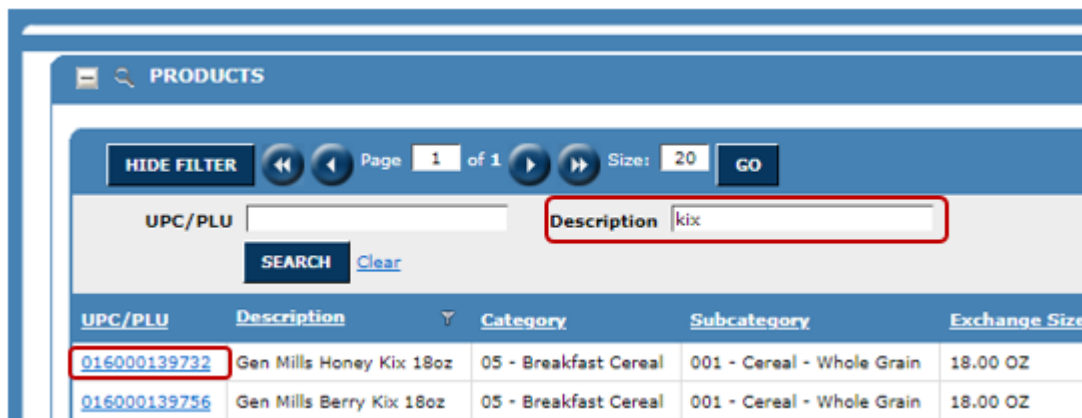 PRODUCTS
HIDE FILTER Page 1 of 1 Size: 20 GO
UPC/PLU Description kix
SEARCH Clear
UPC/PLU Description Category Subcategory Exchange Size
016000139732 Gen Mills Honey Kix 18oz 05 - Breakfast Cereal 001 - Cereal - Whole Grain 18.00 OZ
016000139756 Gen Mills Berry Kix 18oz 05 - Breakfast Cereal 001 - Cereal - Whole Grain 18.00 OZ